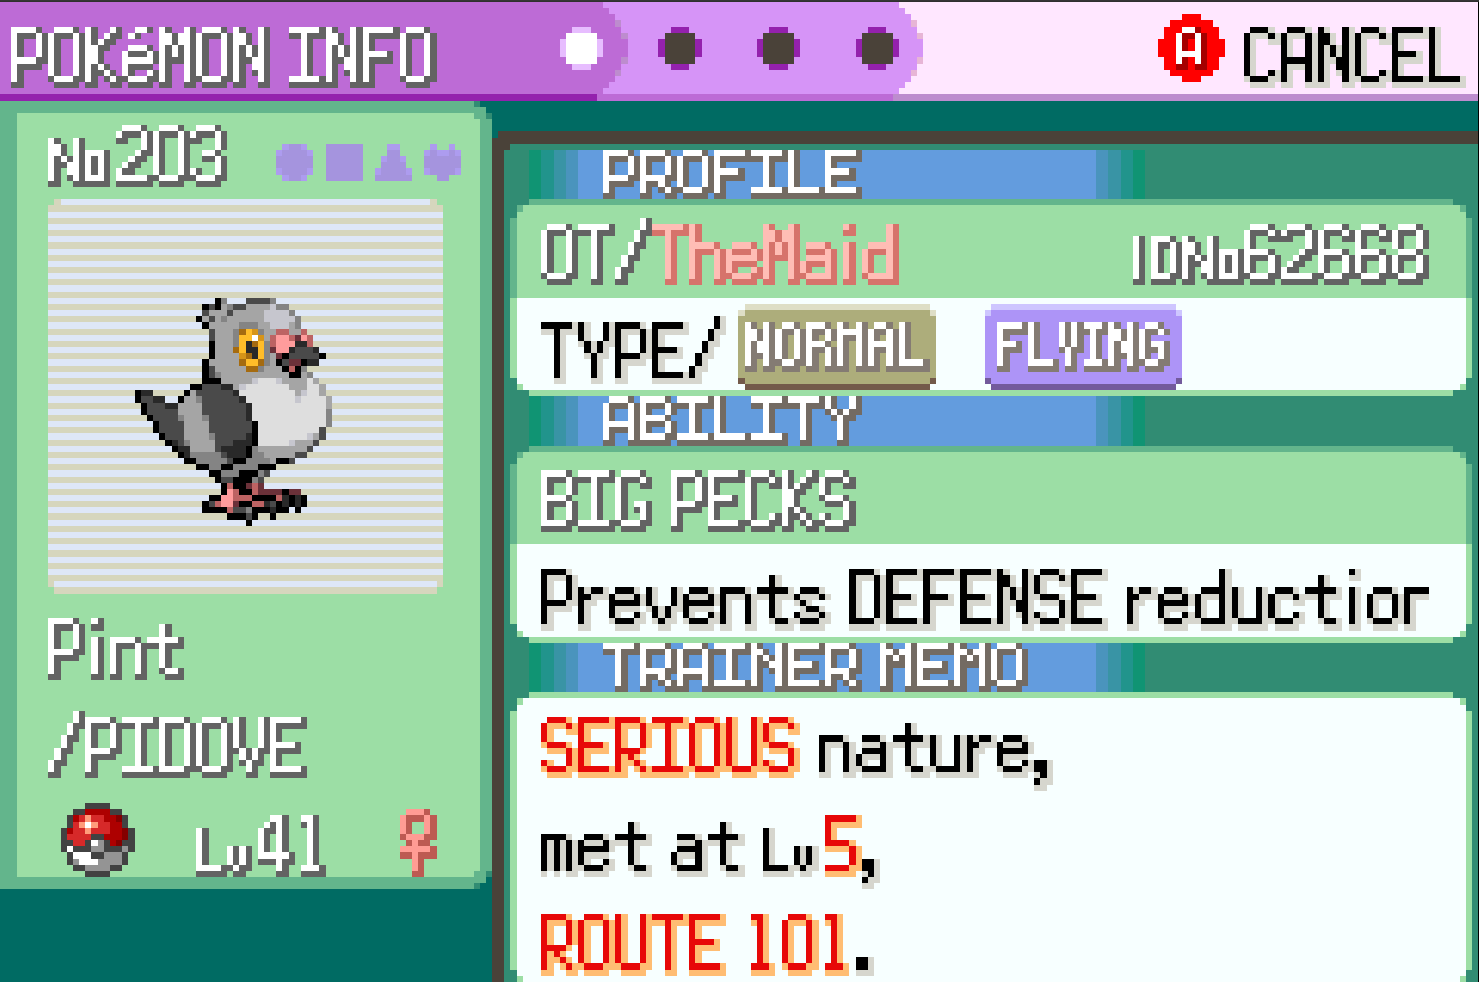 POKéMON INFO
A CANCEL
No203
PROFILE
OT/TheMaid IDNo62668
TYPE/ NORMAL FLYING
ABILITY
BIG PECKS
Prevents DEFENSE reduction
Pint
/PIDOVE
Lv41 ♀
TRAINER MEMO
SERIOUS nature,
met at Lv5,
ROUTE 101.